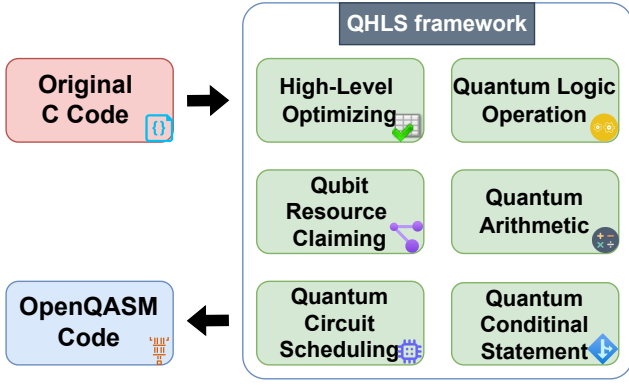 QHLS framework
Original
C Code
High-Level
Optimizing
Quantum Logic
Operation
Qubit
Resource
Claiming
Quantum
Arithmetic
OpenQASM
Code
Quantum
Circuit
Scheduling
Quantum
Conditinal
Statement